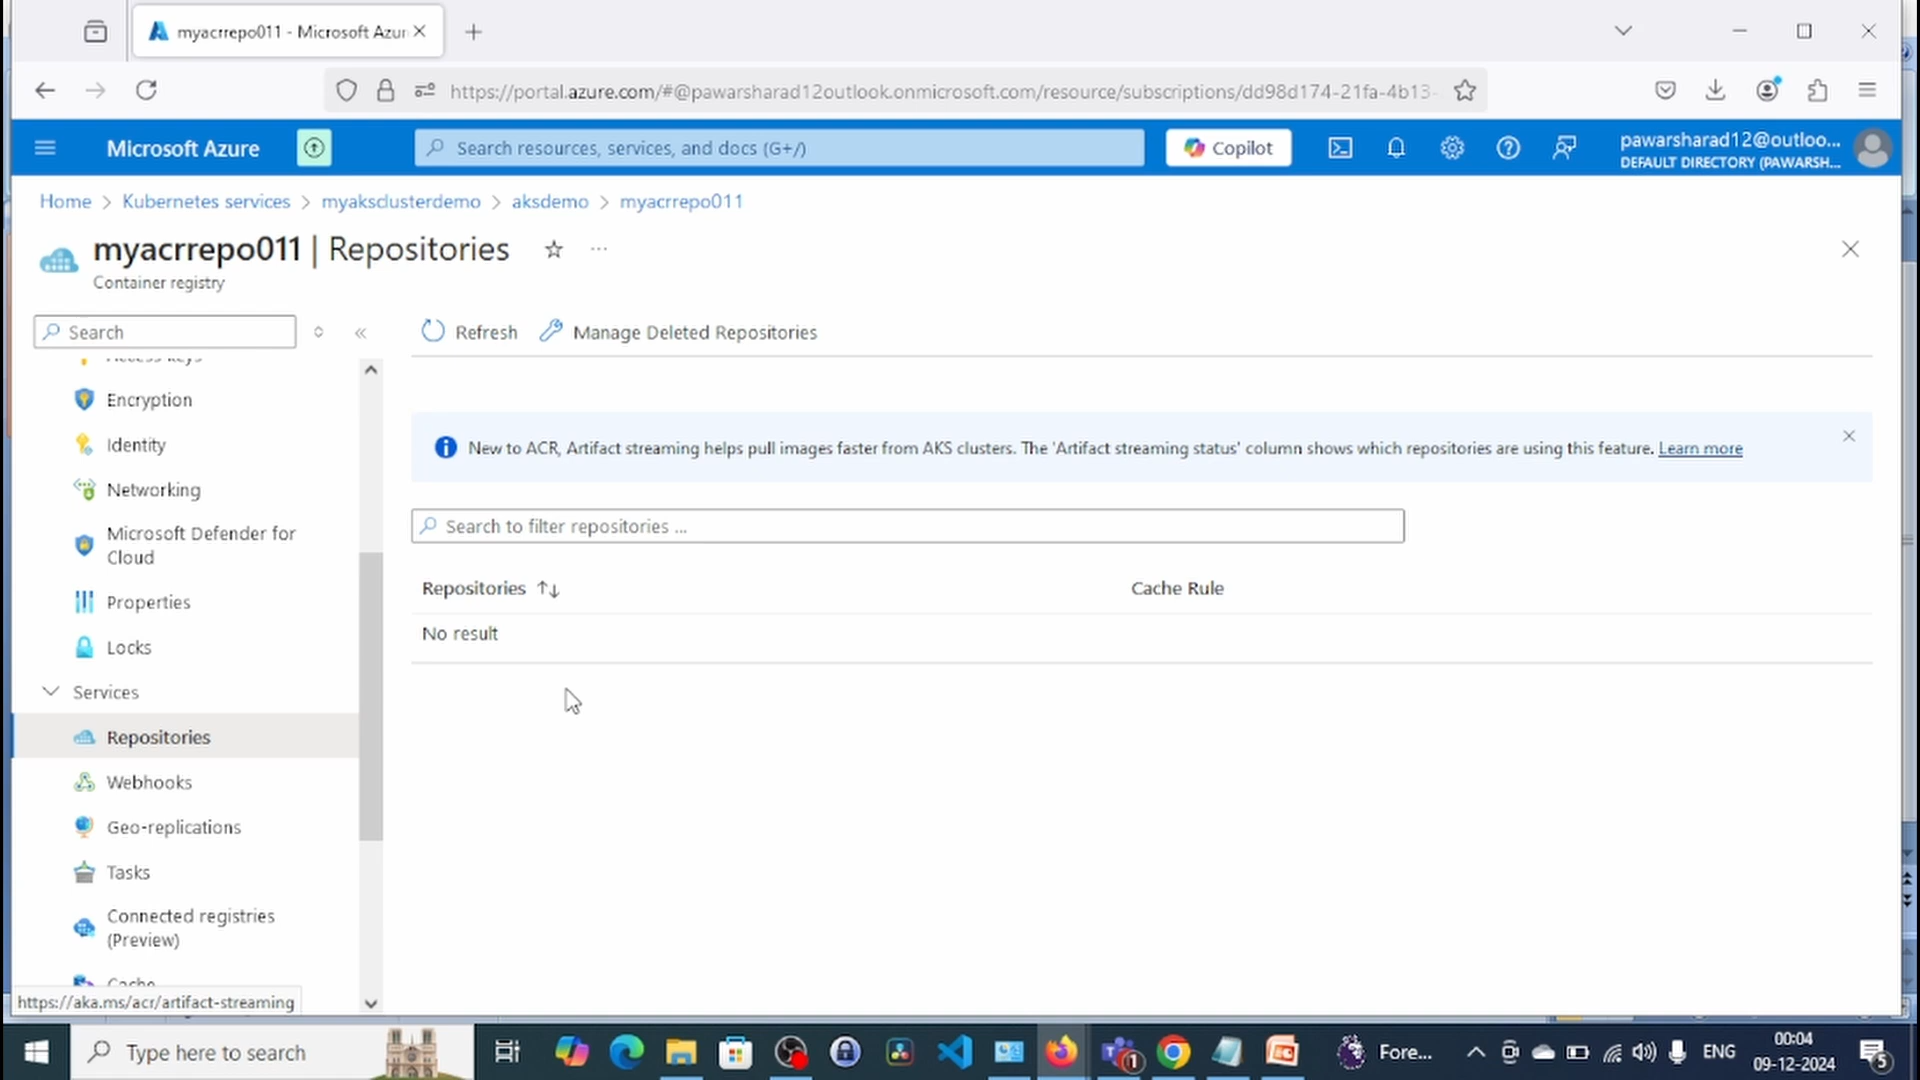 myacrrepo011 - Microsoft Azur
https://portal.azure.com/#@pawarsharad12outlook.onmicrosoft.com/resource/subscriptions/dd98d174-21fa-4b13-
Microsoft Azure
Search resources, services, and docs (G+/)
Copilot
pawarsharad12@outloo...
DEFAULT DIRECTORY (PAWARSH...
Home > Kubernetes services > myaksclusterdemo > aksdemo > myacrrepo011
myacrrepo011 | Repositories
Container registry
Search
Refresh
Manage Deleted Repositories
Access keys
Encryption
Identity
Networking
Microsoft Defender for
Cloud
Properties
Locks
Services
Repositories
Webhooks
Geo-replications
Tasks
Connected registries
(Preview)
Cache
https://aka.ms/acr/artifact-streaming
New to ACR, Artifact streaming helps pull images faster from AKS clusters. The 'Artifact streaming status' column shows which repositories are using this feature. Learn more
Search to filter repositories ...
Repositories
Cache Rule
No result
Type here to search
1
Fore...
ENG
00:04
09-12-2024
5